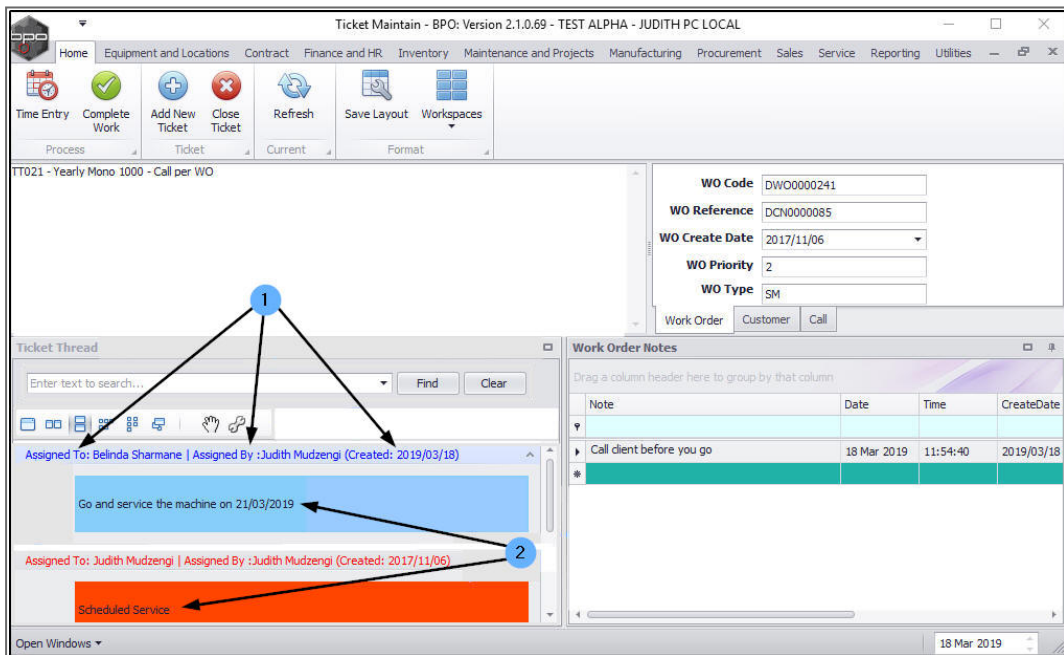 Ticket Maintain - BPO: Version 2.1.0.69 - TEST ALPHA - JUDITH PC LOCAL
bpo
Home Equipment and Locations Contract Finance and HR Inventory Maintenance and Projects Manufacturing Procurement Sales Service Reporting Utilities
Time Entry Complete Work Add New Ticket Close Ticket Refresh Save Layout Workspaces
Process Ticket Current Format
TT021 - Yearly Mono 1000 - Call per WO
WO Code DWO0000241
WO Reference DCN0000085
WO Create Date 2017/11/06
WO Priority 2
WO Type SM
Work Order Customer Call
1
Ticket Thread
Enter text to search... Find Clear
Assigned To: Belinda Sharmane | Assigned By :Judith Mudzengi (Created: 2019/03/18)
Go and service the machine on 21/03/2019
2
Assigned To: Judith Mudzengi | Assigned By :Judith Mudzengi (Created: 2017/11/06)
Scheduled Service
Work Order Notes
Drag a column header here to group by that column
Note Date Time CreateDate
Call client before you go 18 Mar 2019 11:54:40 2019/03/18
Open Windows 18 Mar 2019